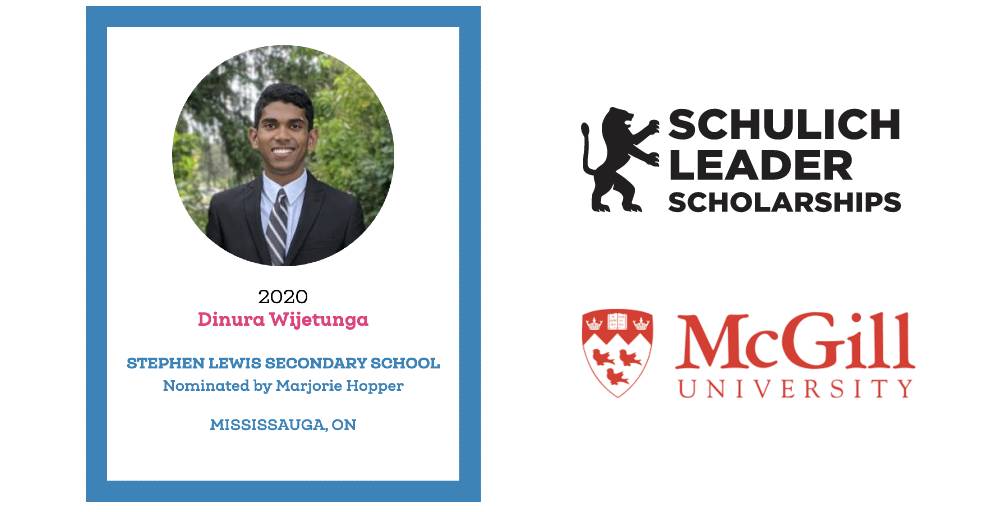 2020
Dinura Wijetunga
STEPHEN LEWIS SECONDARY SCHOOL
Nominated by Marjorie Hopper
MISSISSAUGA, ON
SCHULICH
LEADER
SCHOLARSHIPS
McGill
UNIVERSITY